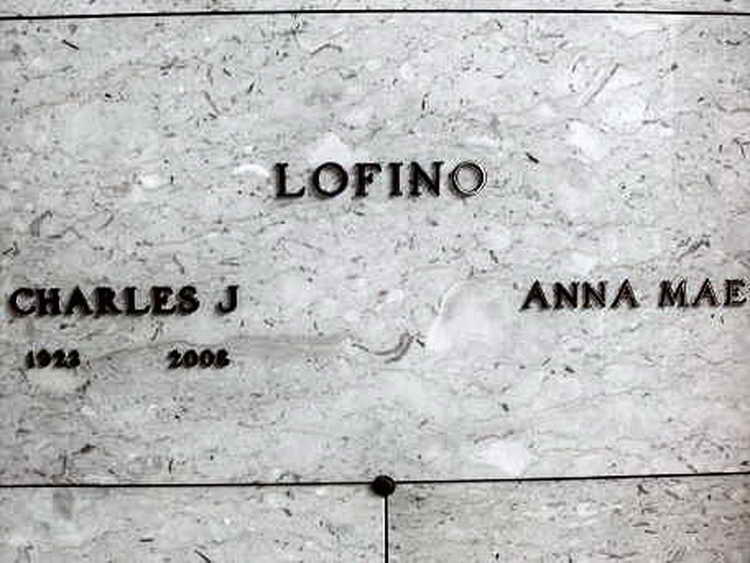 LOFINO
CHARLES J ANNA MAE
1923 2008